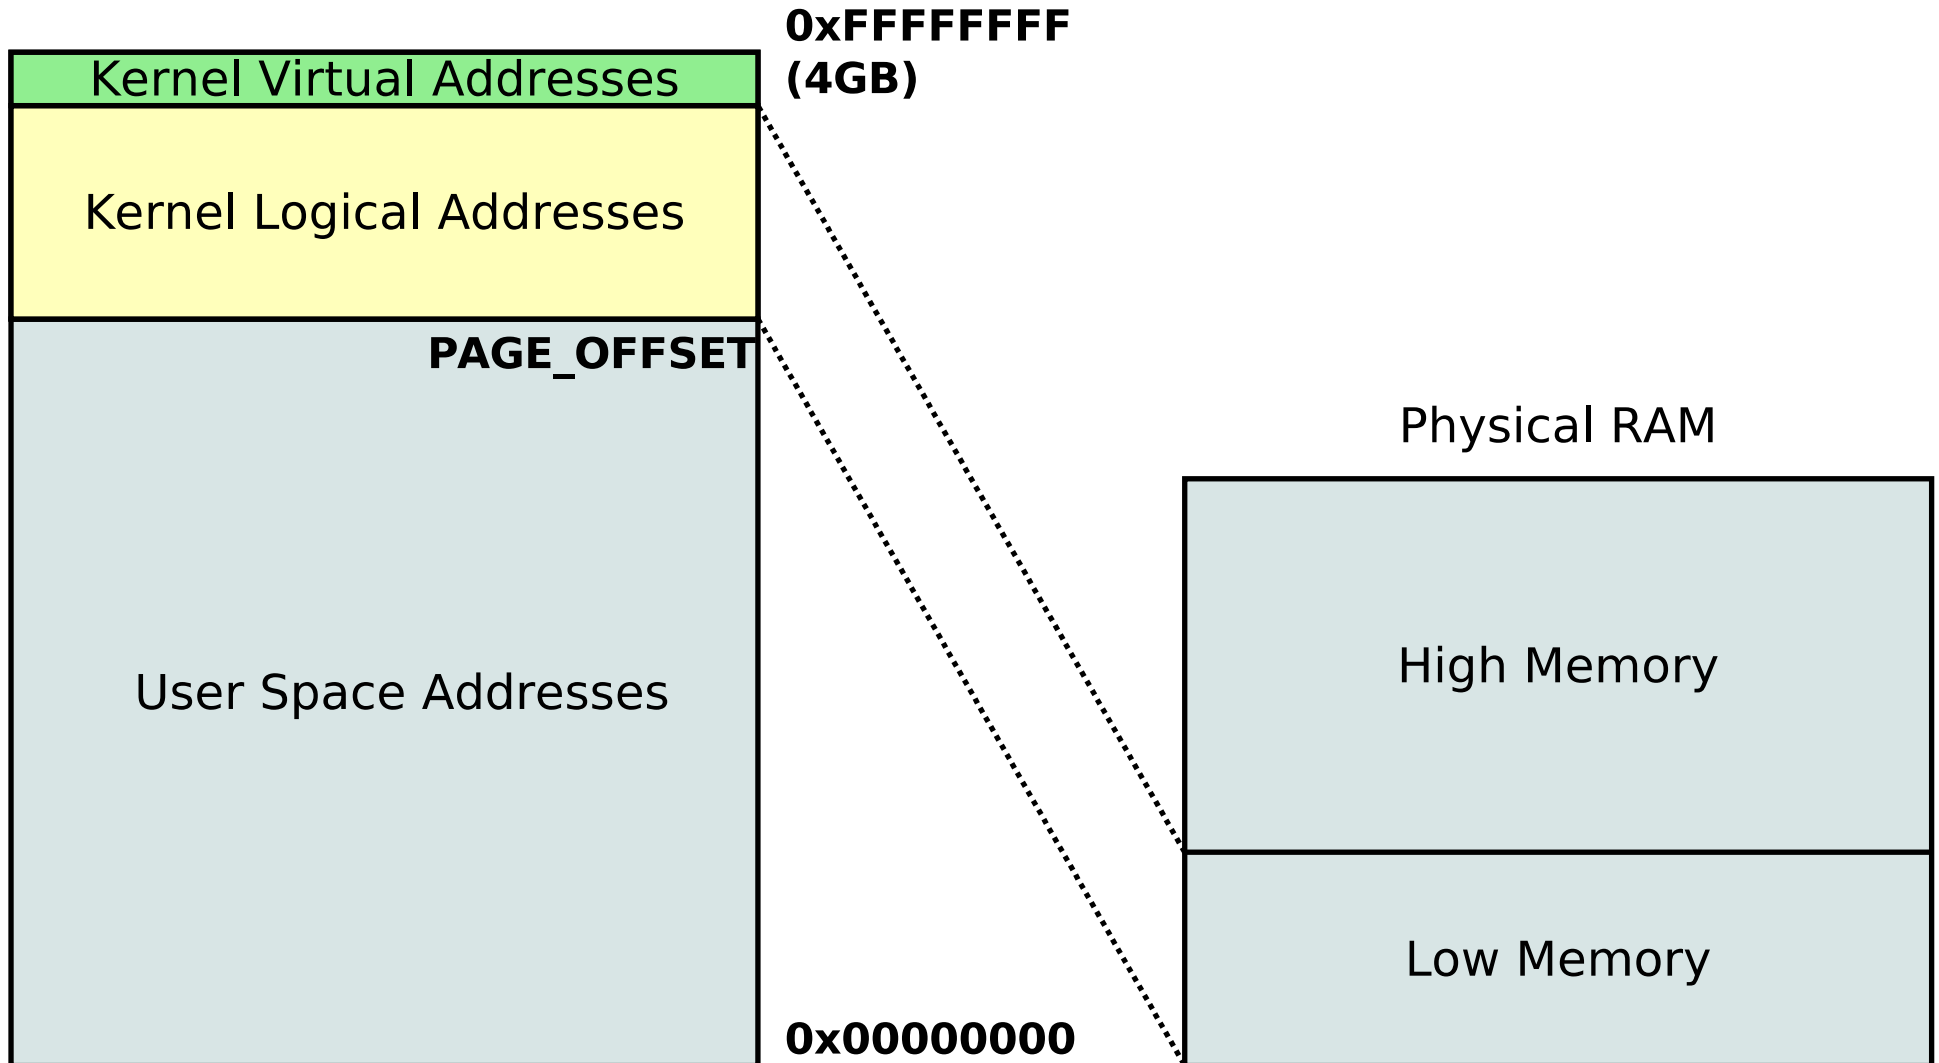 0xFFFFFFFF
(4GB)
Kernel Virtual Addresses
Kernel Logical Addresses
PAGE_OFFSET
User Space Addresses
0x00000000
Physical RAM
High Memory
Low Memory